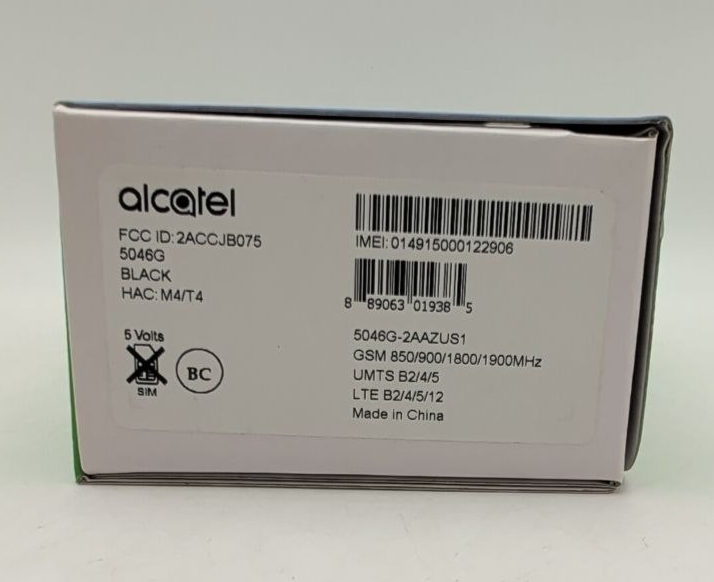 alcatel
FCC ID: 2ACCJB075
5046G
BLACK
HAC: M4/T4
5 Volts
SIM
BC
IMEI: 014915000122906
8 89063 01938 5
5046G-2AAZUS1
GSM 850/900/1800/1900MHz
UMTS B2/4/5
LTE B2/4/5/12
Made in China